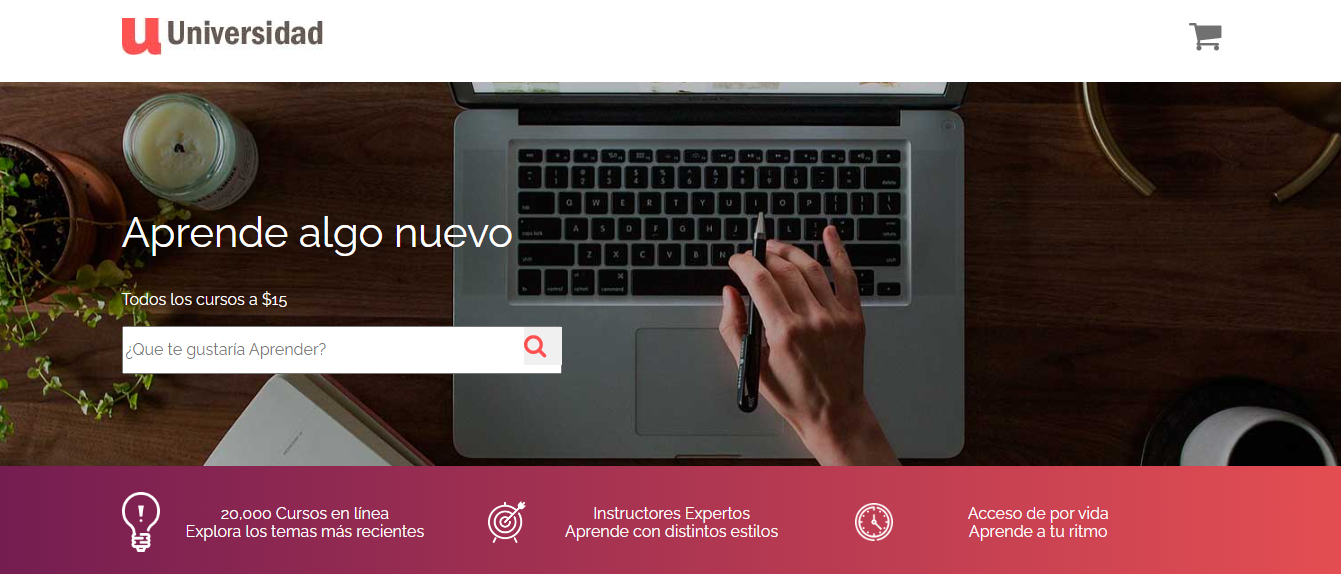 Universidad
Aprende algo nuevo
Todos los cursos a $15
¿Que te gustaría Aprender?
20,000 Cursos en línea
Explora los temas más recientes
Instructores Expertos
Aprende con distintos estilos
Acceso de por vida
Aprende a tu ritmo